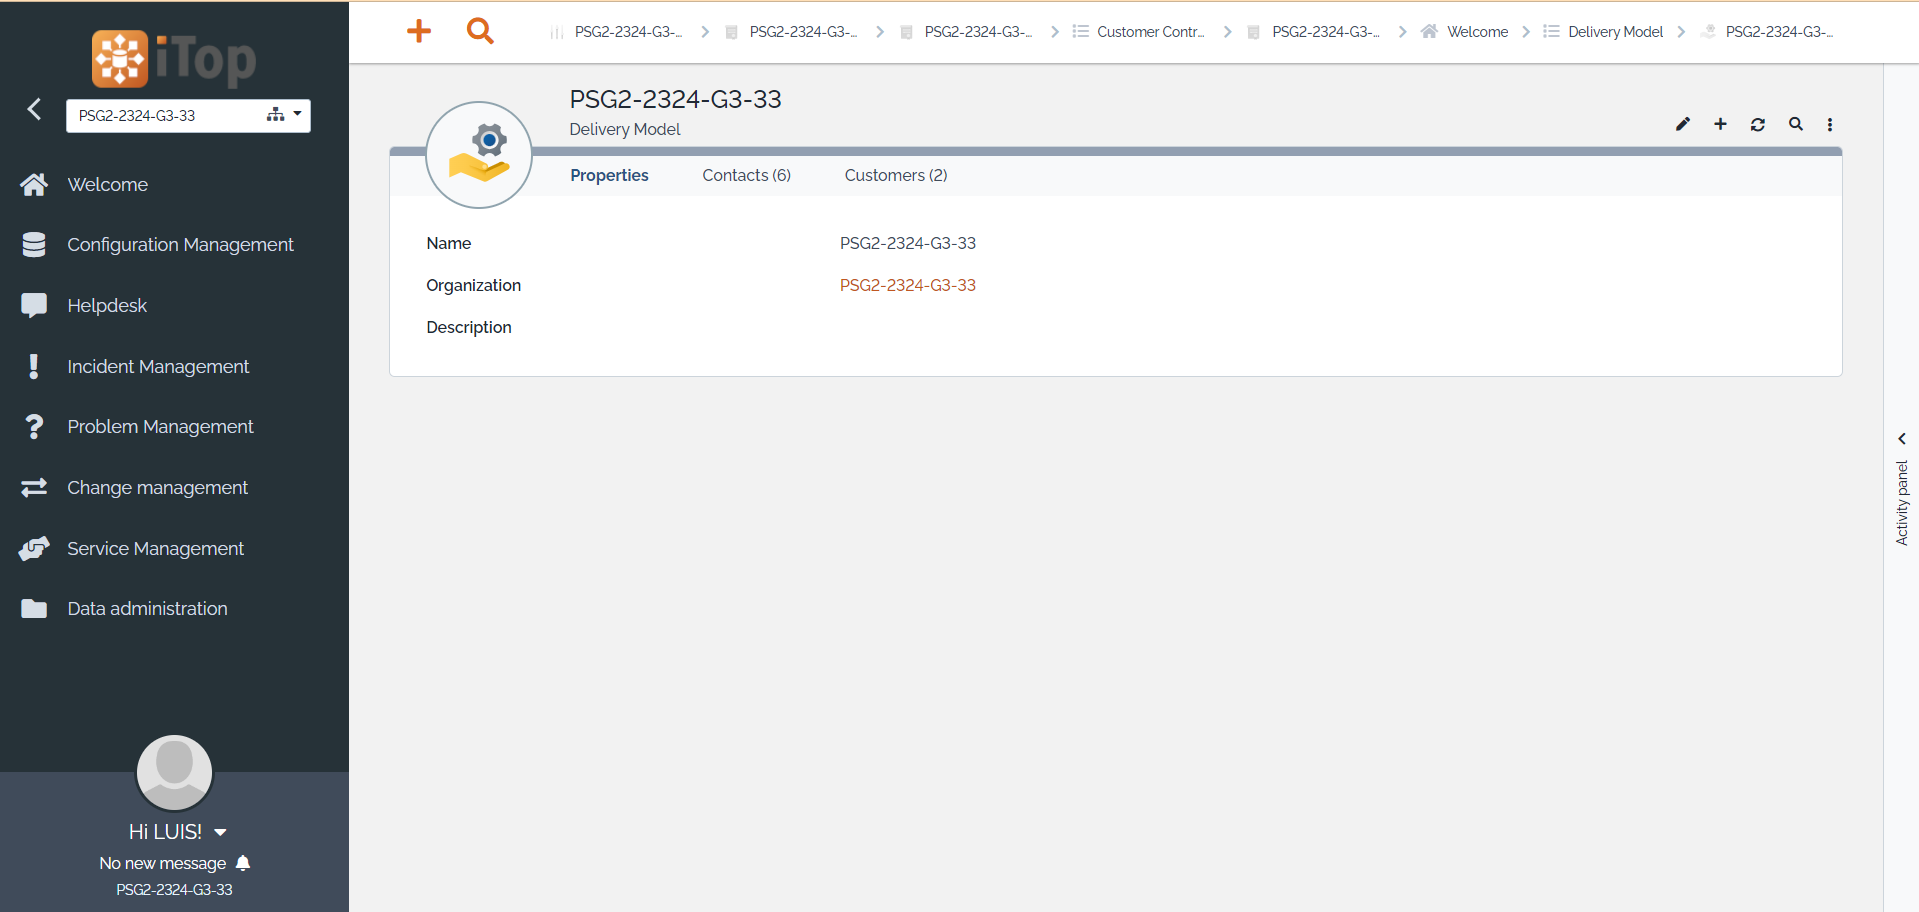 iTop
PSG2-2324-G3-33
Welcome
Configuration Management
Helpdesk
Incident Management
Problem Management
Change management
Service Management
Data administration
Hi LUIS!
No new message
PSG2-2324-G3-33
PSG2-2324-G3-... PSG2-2324-G3-... PSG2-2324-G3-... Customer Contr... PSG2-2324-G3-... Welcome Delivery Model PSG2-2324-G3-...
PSG2-2324-G3-33
Delivery Model
Properties Contacts (6) Customers (2)
Name PSG2-2324-G3-33
Organization PSG2-2324-G3-33
Description
Activity panel